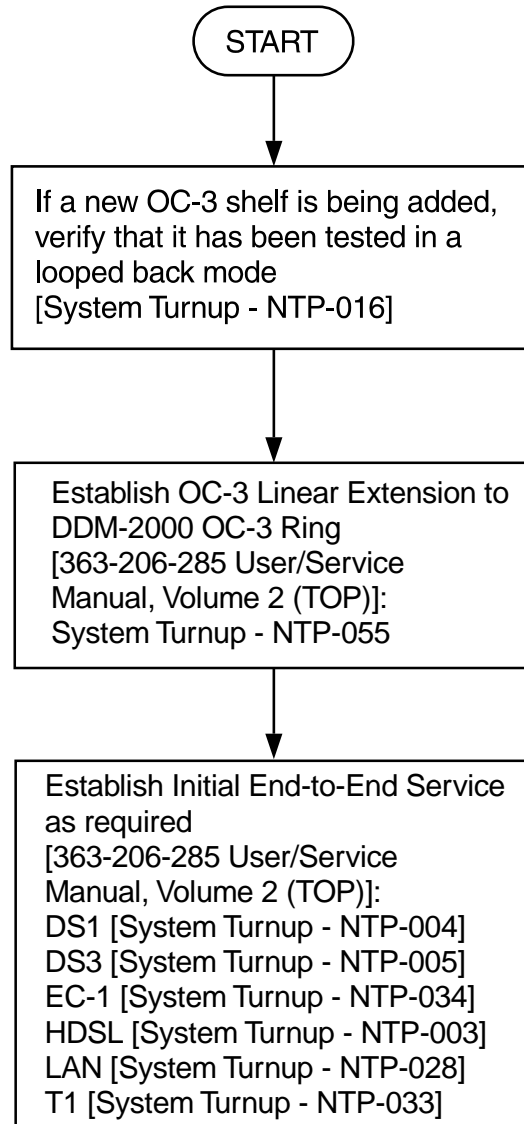 START
If a new OC-3 shelf is being added,
verify that it has been tested in a
looped back mode
[System Turnup - NTP-016]
Establish OC-3 Linear Extension to
DDM-2000 OC-3 Ring
[363-206-285 User/Service
Manual, Volume 2 (TOP)]:
System Turnup - NTP-055
Establish Initial End-to-End Service
as required
[363-206-285 User/Service
Manual, Volume 2 (TOP)]:
DS1 [System Turnup - NTP-004]
DS3 [System Turnup - NTP-005]
EC-1 [System Turnup - NTP-034]
HDSL [System Turnup - NTP-003]
LAN [System Turnup - NTP-028]
T1 [System Turnup - NTP-033]